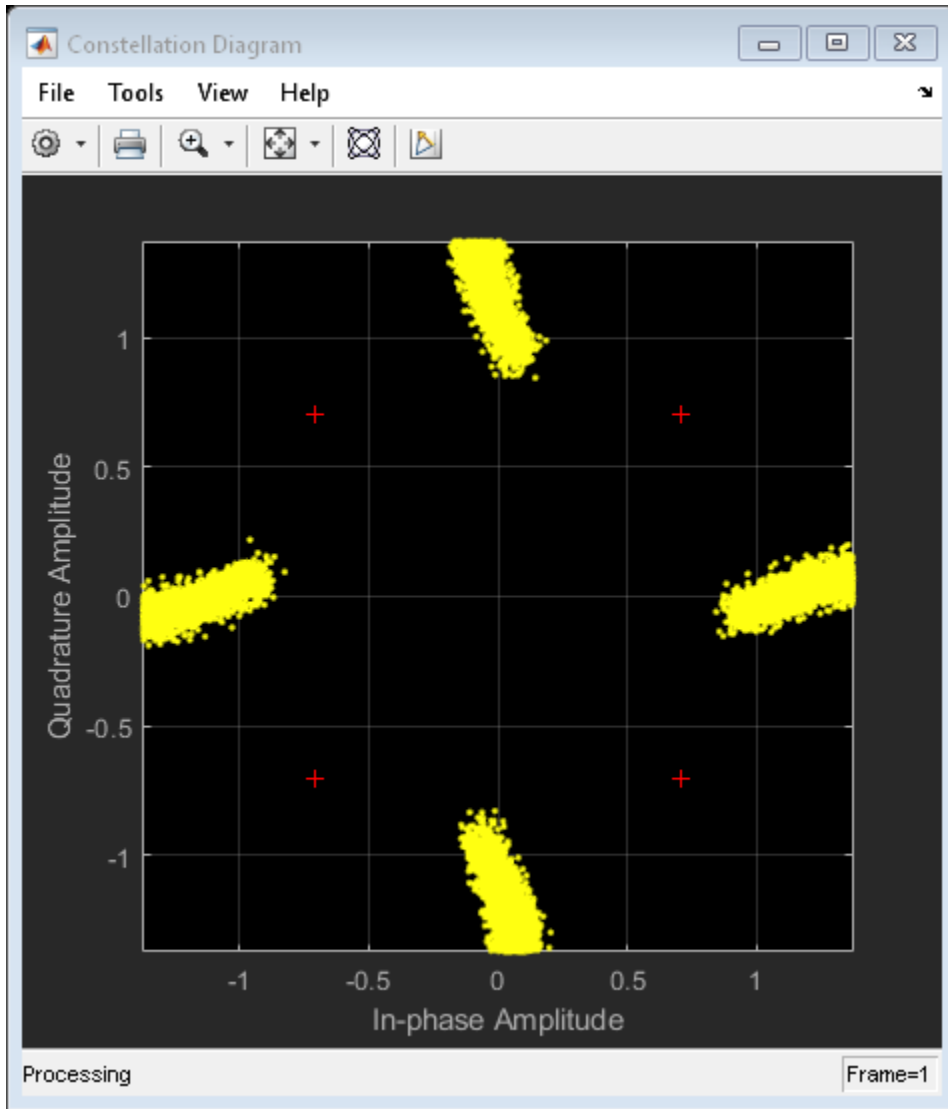 Constellation Diagram
File Tools View Help
1
0.5
0
-0.5
-1
Quadrature Amplitude
-1 -0.5 0 0.5 1
In-phase Amplitude
Processing Frame=1